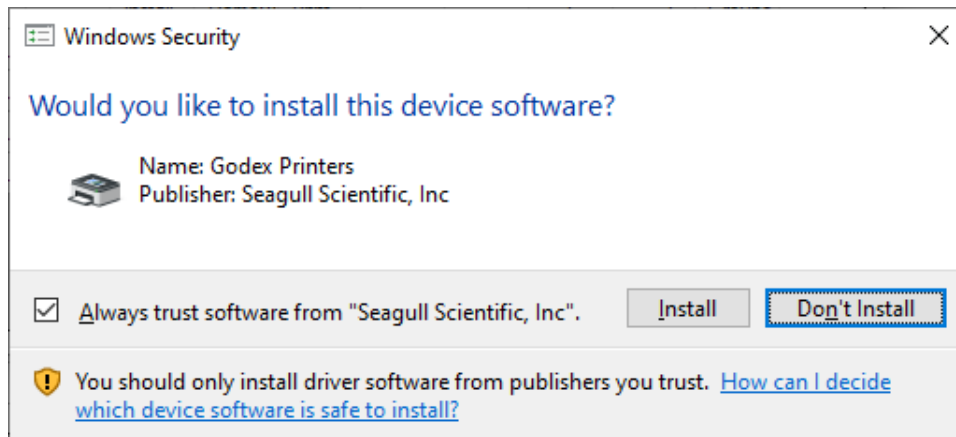 Windows Security
Would you like to install this device software?
Name: Godex Printers
Publisher: Seagull Scientific, Inc
Always trust software from "Seagull Scientific, Inc".
Install
Don't Install
You should only install driver software from publishers you trust. How can I decide
which device software is safe to install?